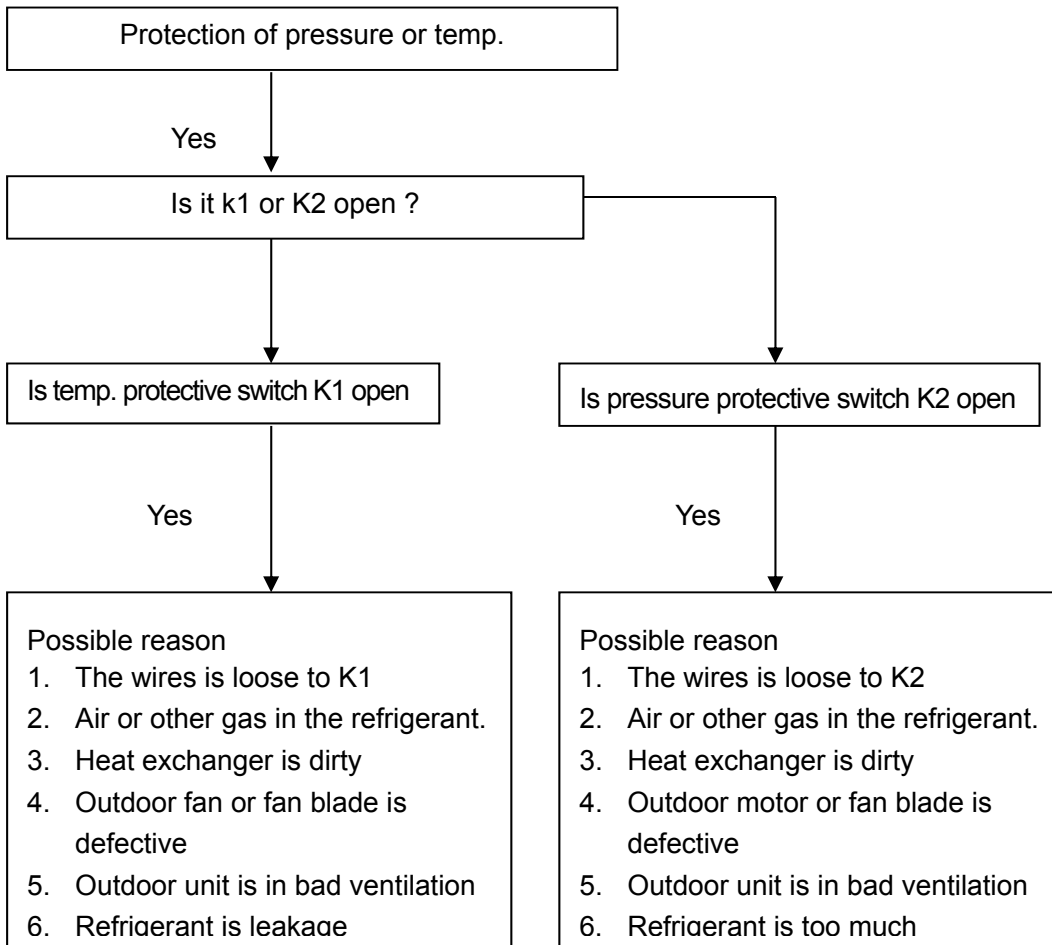 Protection of pressure or temp.
Yes
Is it k1 or K2 open ?
Is temp. protective switch K1 open
Is pressure protective switch K2 open
Yes
Yes
Possible reason
1. The wires is loose to K1
2. Air or other gas in the refrigerant.
3. Heat exchanger is dirty
4. Outdoor fan or fan blade is
defective
5. Outdoor unit is in bad ventilation
6. Refrigerant is leakage
Possible reason
1. The wires is loose to K2
2. Air or other gas in the refrigerant.
3. Heat exchanger is dirty
4. Outdoor motor or fan blade is
defective
5. Outdoor unit is in bad ventilation
6. Refrigerant is too much